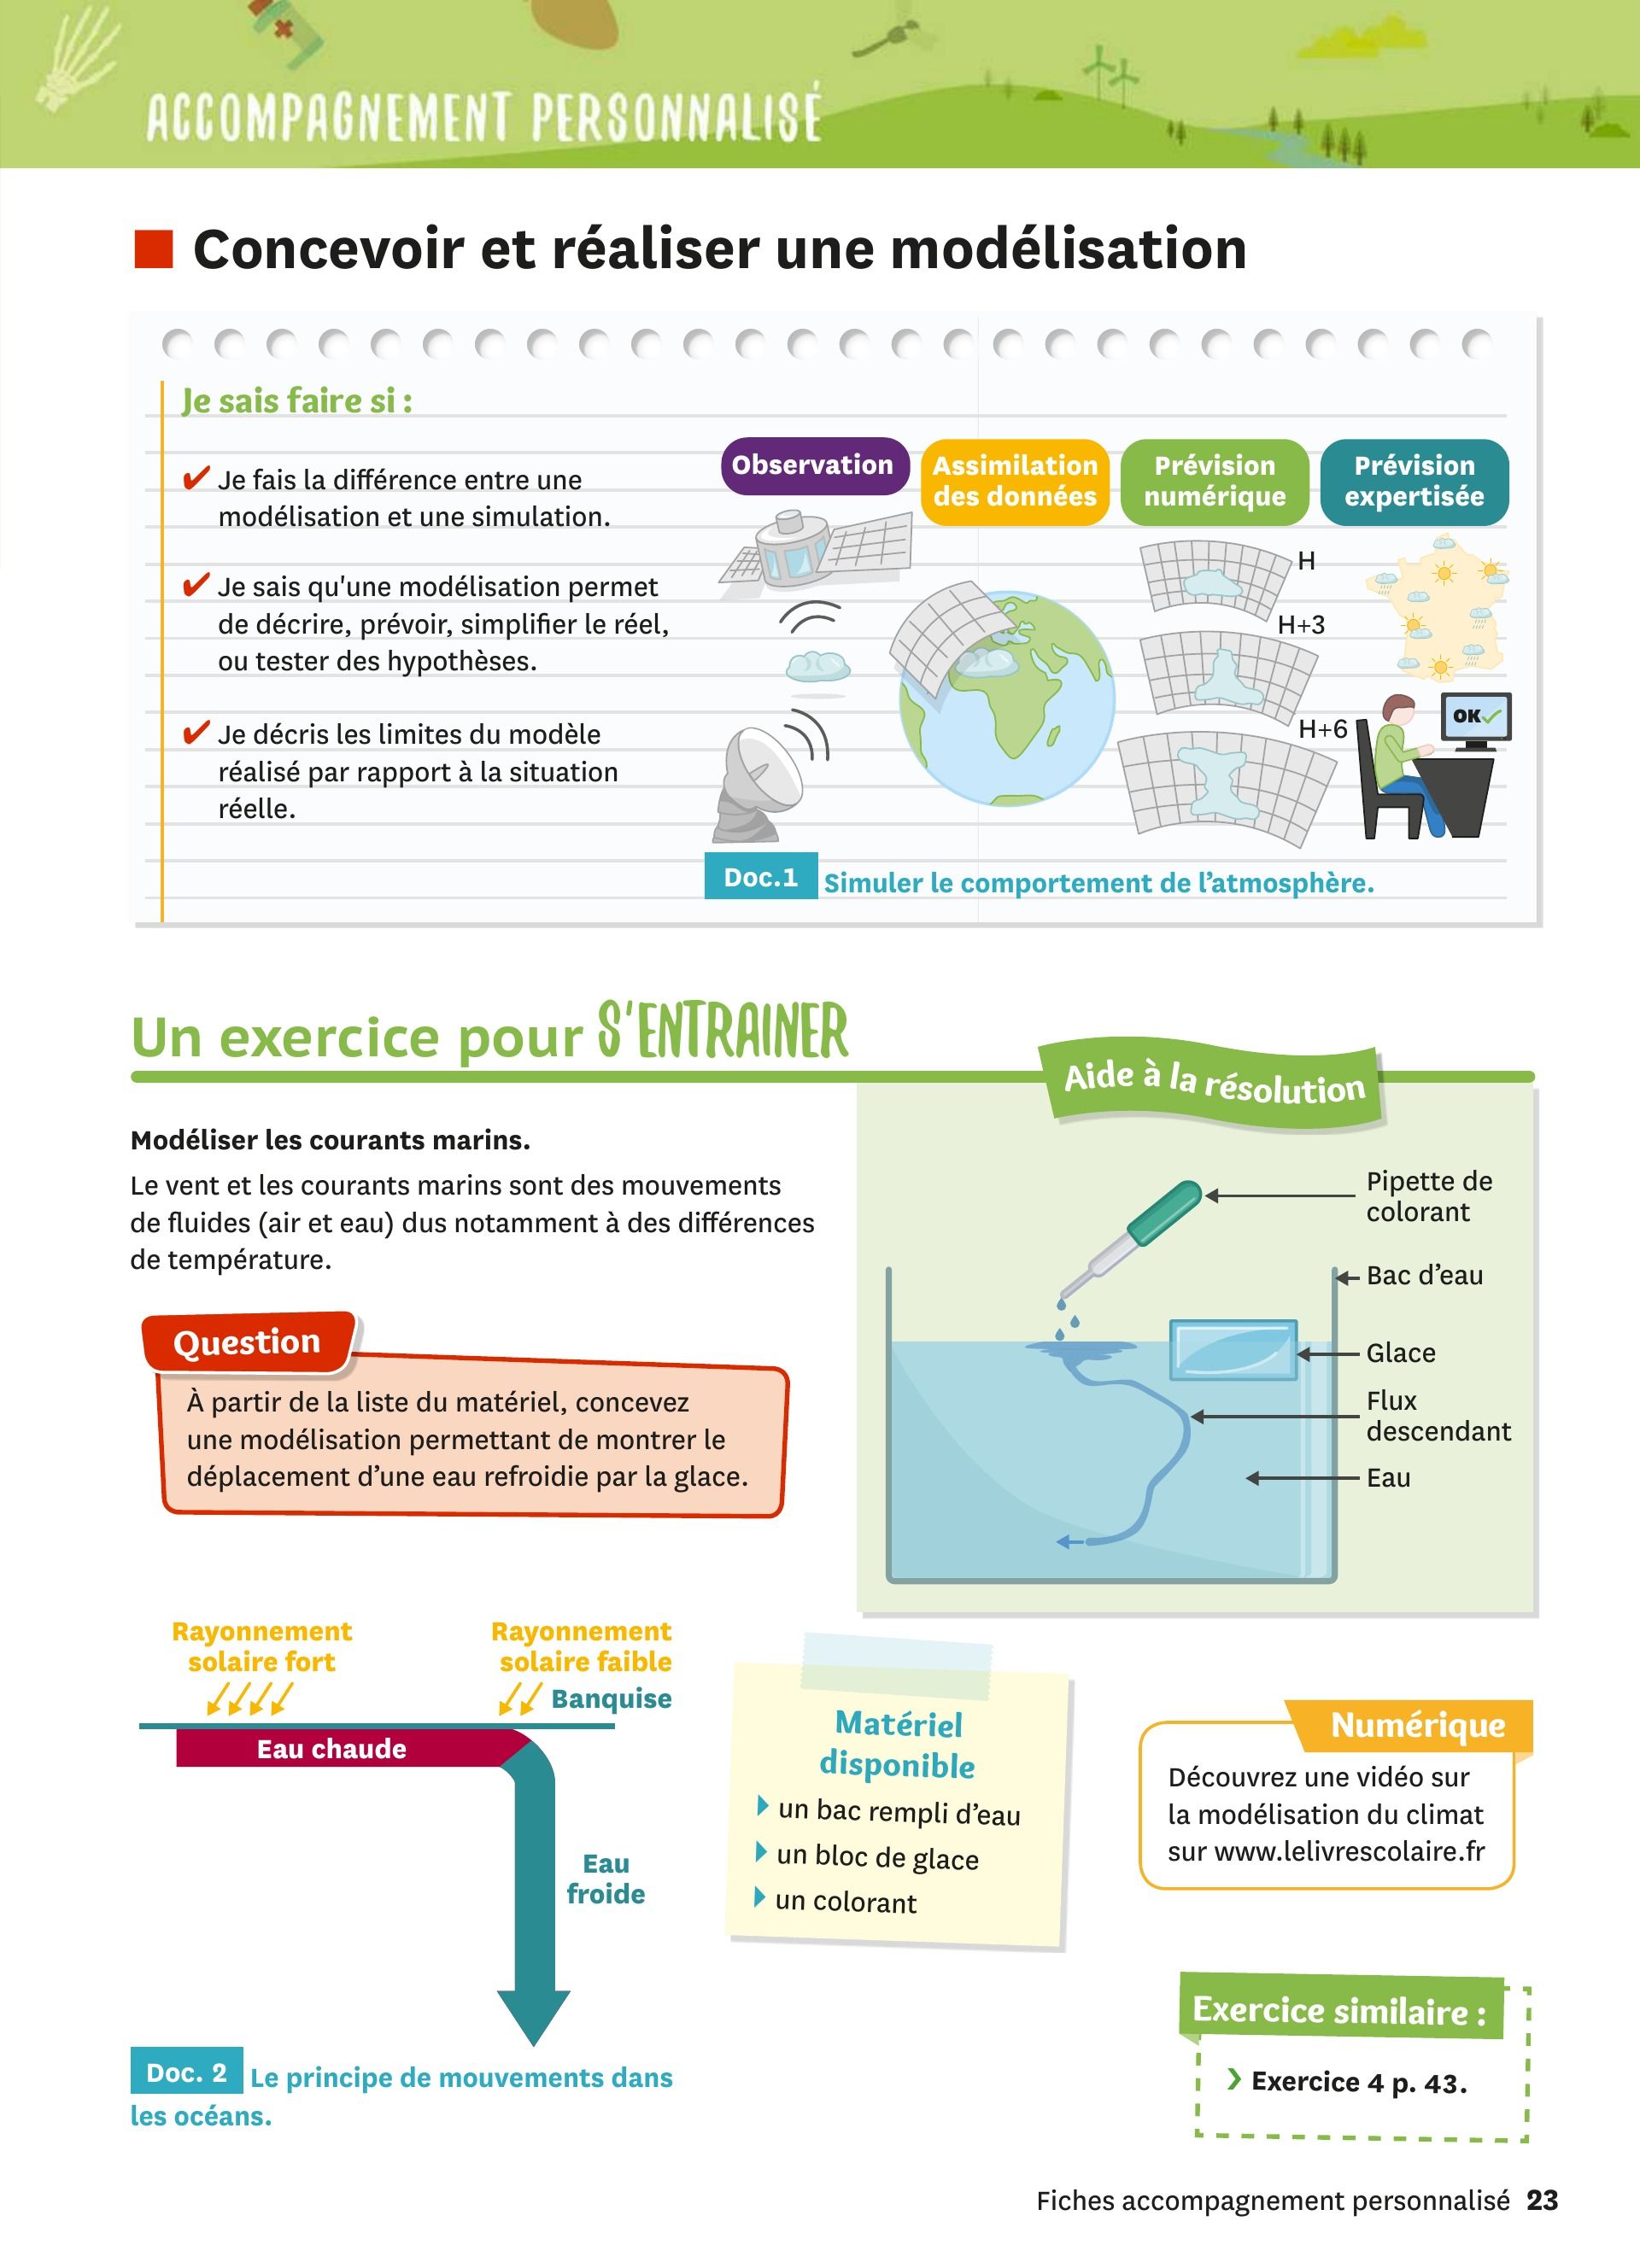 ACCOMPAGNEMENT PERSONNALISÉ
Concevoir et réaliser une modélisation
Je sais faire si :
✔ Je fais la différence entre une
modélisation et une simulation.
✔ Je sais qu'une modélisation permet
de décrire, prévoir, simplifier le réel,
ou tester des hypothèses.
✔ Je décris les limites du modèle
réalisé par rapport à la situation
réelle.
Observation
Assimilation
des données
Prévision
numérique
Prévision
expertisée
H
H+3
H+6
OK
Doc.1 Simuler le comportement de l'atmosphère.
Un exercice pour S'ENTRAINER
Modéliser les courants marins.
Le vent et les courants marins sont des mouvements
de fluides (air et eau) dus notamment à des différences
de température.
Question
À partir de la liste du matériel, concevez
une modélisation permettant de montrer le
déplacement d'une eau refroidie par la glace.
Aide à la résolution
Pipette de
colorant
Bac d'eau
Glace
Flux
descendant
Eau
Rayonnement
solaire fort
Rayonnement
solaire faible
Banquise
Eau chaude
Eau
froide
Doc. 2 Le principe de mouvements dans
les océans.
Matériel
disponible
un bac rempli d'eau
un bloc de glace
un colorant
Numérique
Découvrez une vidéo sur
la modélisation du climat
sur www.lelivrescolaire.fr
Exercice similaire :
Exercice 4 p. 43.
Fiches accompagnement personnalisé 23